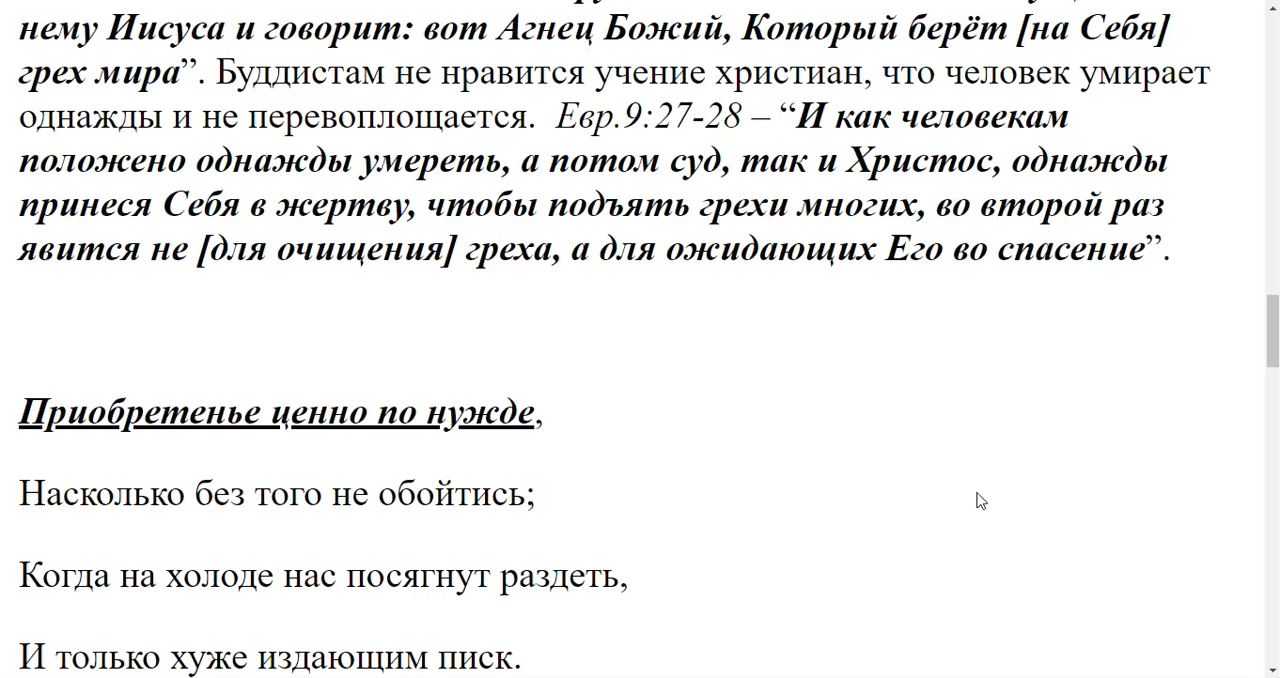 нему Иисуса и говорит: вот Агнец Божий, Который берёт [на Себя]
грех мира”. Буддистам не нравится учение христиан, что человек умирает
однажды и не перевоплощается. Евр.9:27-28 – “И как человекам
положено однажды умереть, а потом суд, так и Христос, однажды
принеся Себя в жертву, чтобы подъять грехи многих, во второй раз
явится не [для очищения] греха, а для ожидающих Его во спасение”.
Приобретенье ценно по нужде,
Насколько без того не обойтись;
Когда на холоде нас посягнут раздеть,
И только хуже издающим писк.